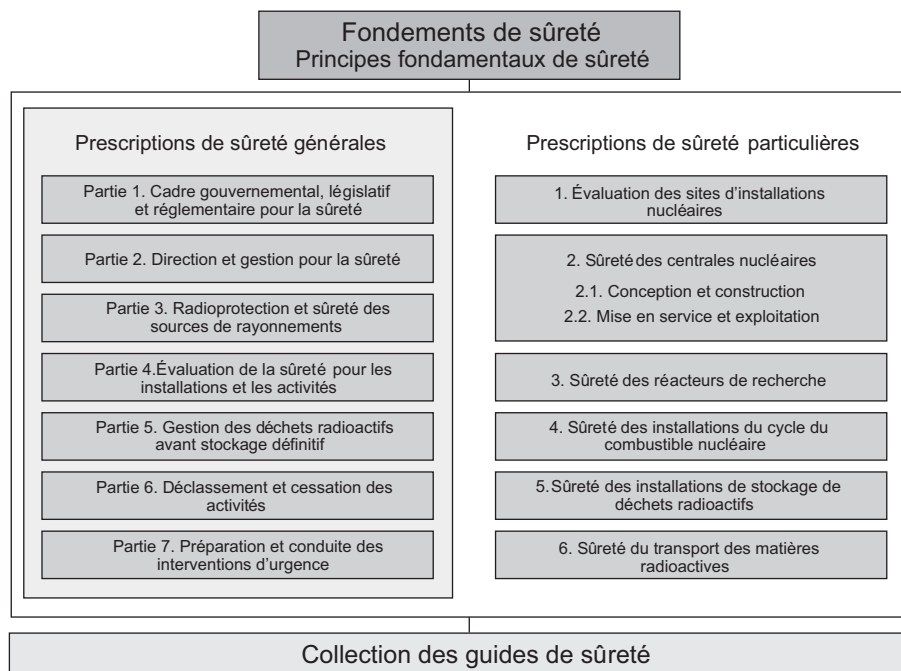 Fondements de sûreté
Principes fondamentaux de sûreté
Prescriptions de sûreté générales
Partie 1. Cadre gouvernemental, législatif
et réglementaire pour la sûreté
Partie 2. Direction et gestion pour la sûreté
Partie 3. Radioprotection et sûreté des
sources de rayonnements
Partie 4.Évaluation de la sûreté pour les
installations et les activités
Partie 5. Gestion des déchets radioactifs
avant stockage définitif
Partie 6. Déclassement et cessation des
activités
Partie 7. Préparation et conduite des
interventions d'urgence
Prescriptions de sûreté particulières
1. Évaluation des sites d'installations
nucléaires
2. Sûreté des centrales nucléaires
2.1. Conception et construction
2.2. Mise en service et exploitation
3. Sûreté des réacteurs de recherche
4. Sûreté des installations du cycle du
combustible nucléaire
5. Sûreté des installations de stockage de
déchets radioactifs
6. Sûreté du transport des matières
radioactives
Collection des guides de sûreté